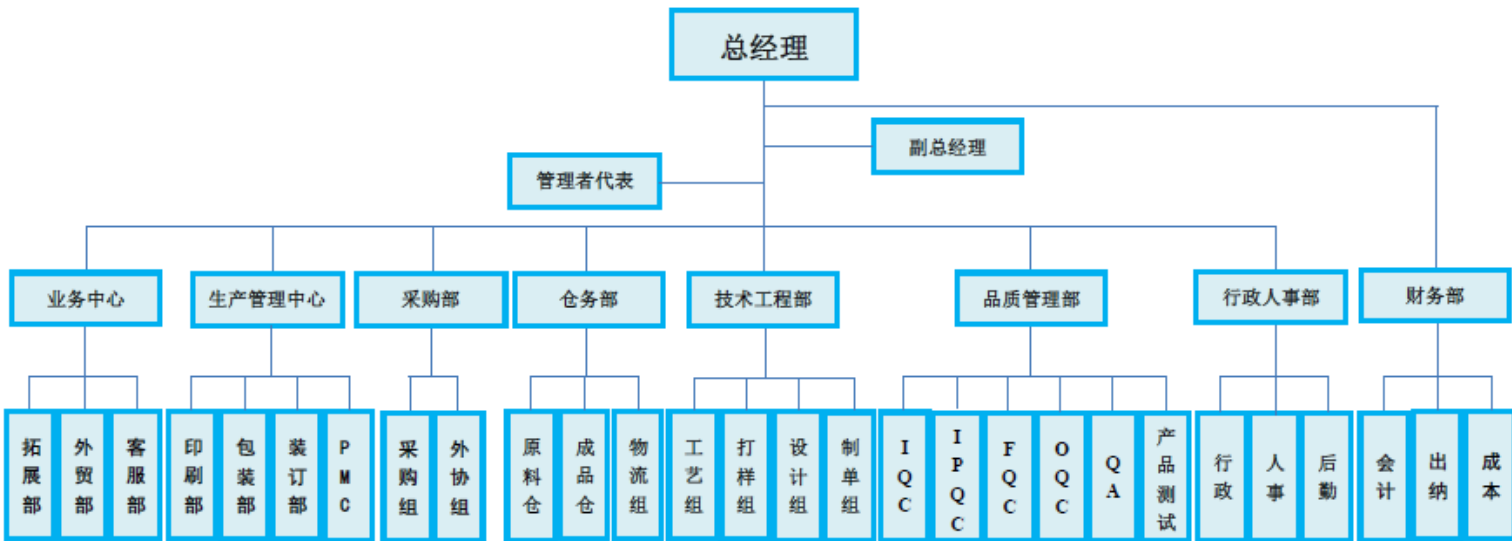 总经理
副总经理
管理者代表
业务中心
生产管理中心
采购部
仓务部
技术工程部
品质管理部
行政人事部
财务部
拓展部
外贸部
客服部
印刷部
包装部
装订部
PMC
采购组
外协组
原料仓
成品仓
物流组
工艺组
打样组
设计组
制单组
IQC
IPQC
FQC
OQC
QA
产品测试
行政
人事
后勤
会计
出纳
成本